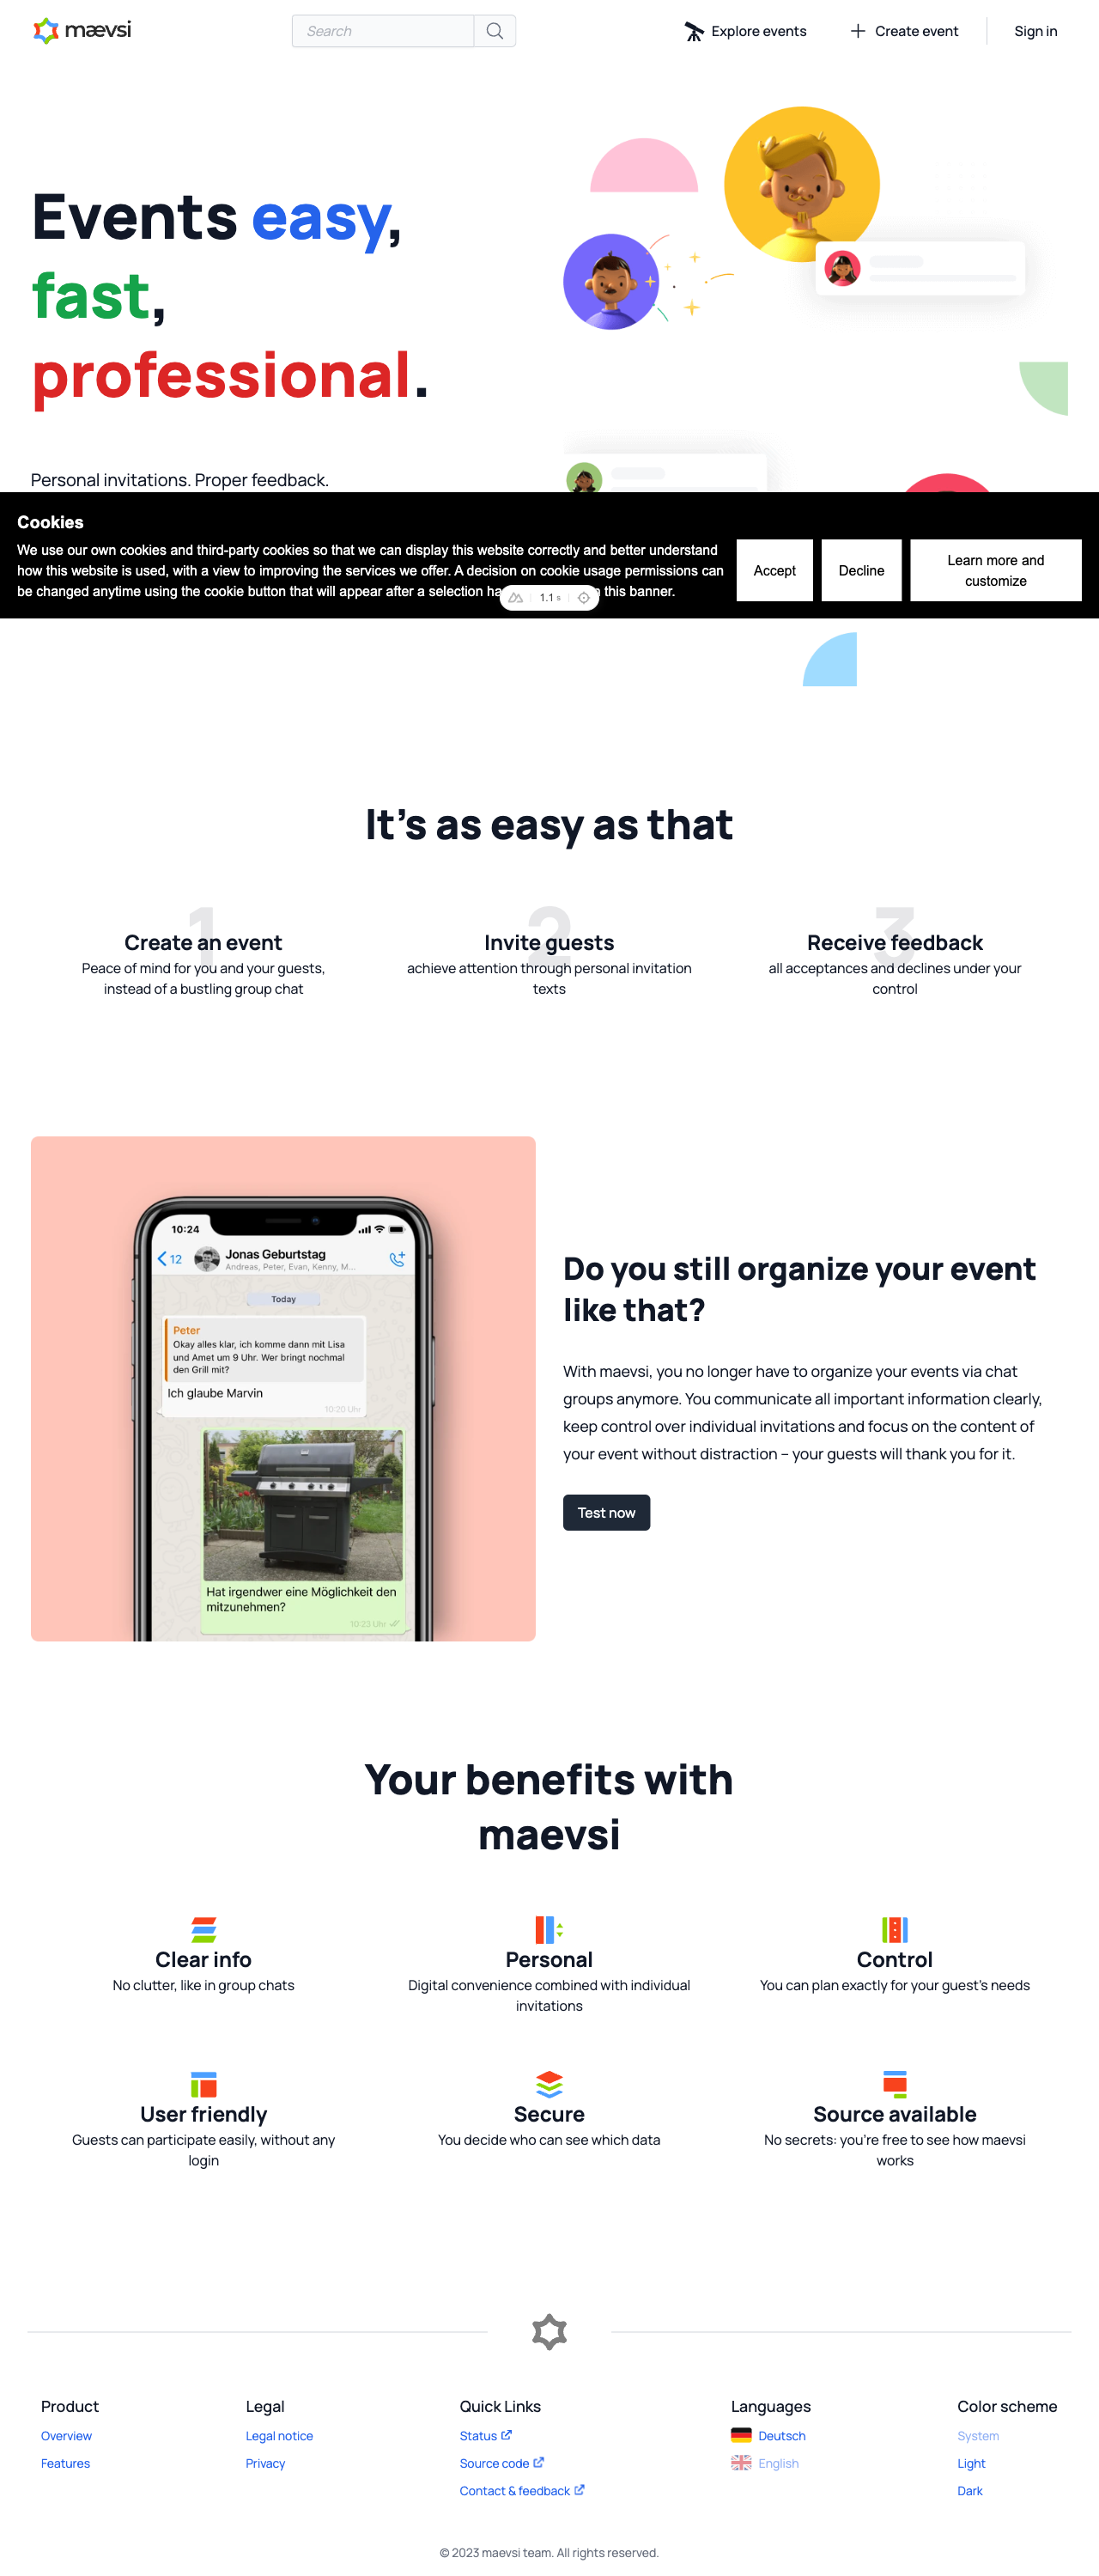 mævsi
Search
Explore events
Create event
Sign in
Events easy,
fast,
professional.
Personal invitations. Proper feedback.
Cookies
We use our own cookies and third-party cookies so that we can display this website correctly and better understand
how this website is used, with a view to improving the services we offer. A decision on cookie usage permissions can
be changed anytime using the cookie button that will appear after a selection ha this banner.
Accept
Decline
Learn more and
customize
1.1 s
It's as easy as that
1
Create an event
Peace of mind for you and your guests,
instead of a bustling group chat
2
Invite guests
achieve attention through personal invitation
texts
3
Receive feedback
all acceptances and declines under your
control
10:24
12
Jonas Geburtstag
Andreas, Peter, Evan, Kenny, M...
Today
Peter
Okay alles klar, ich komme dann mit Lisa
und Amet um 9 Uhr. Wer bringt nochmal
den Grill mit?
Ich glaube Marvin
10:20 Uhr
Hat irgendwer eine Möglichkeit den
mitzunehmen?
10:23 Uhr
Do you still organize your event
like that?
With maevsi, you no longer have to organize your events via chat
groups anymore. You communicate all important information clearly,
keep control over individual invitations and focus on the content of
your event without distraction – your guests will thank you for it.
Test now
Your benefits with
maevsi
Clear info
No clutter, like in group chats
Personal
Digital convenience combined with individual
invitations
Control
You can plan exactly for your guest's needs
User friendly
Guests can participate easily, without any
login
Secure
You decide who can see which data
Source available
No secrets: you're free to see how maevsi
works
Product
Overview
Features
Legal
Legal notice
Privacy
Quick Links
Status
Source code
Contact & feedback
Languages
Deutsch
English
Color scheme
System
Light
Dark
© 2023 maevsi team. All rights reserved.